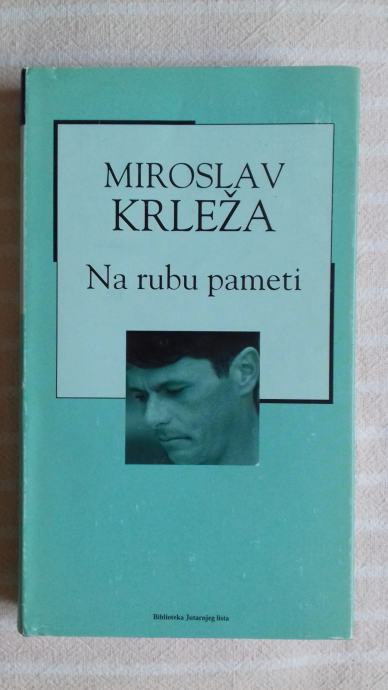 MIROSLAV
KRLEŽA
Na rubu pameti
Biblioteka Jutarnjeg lista